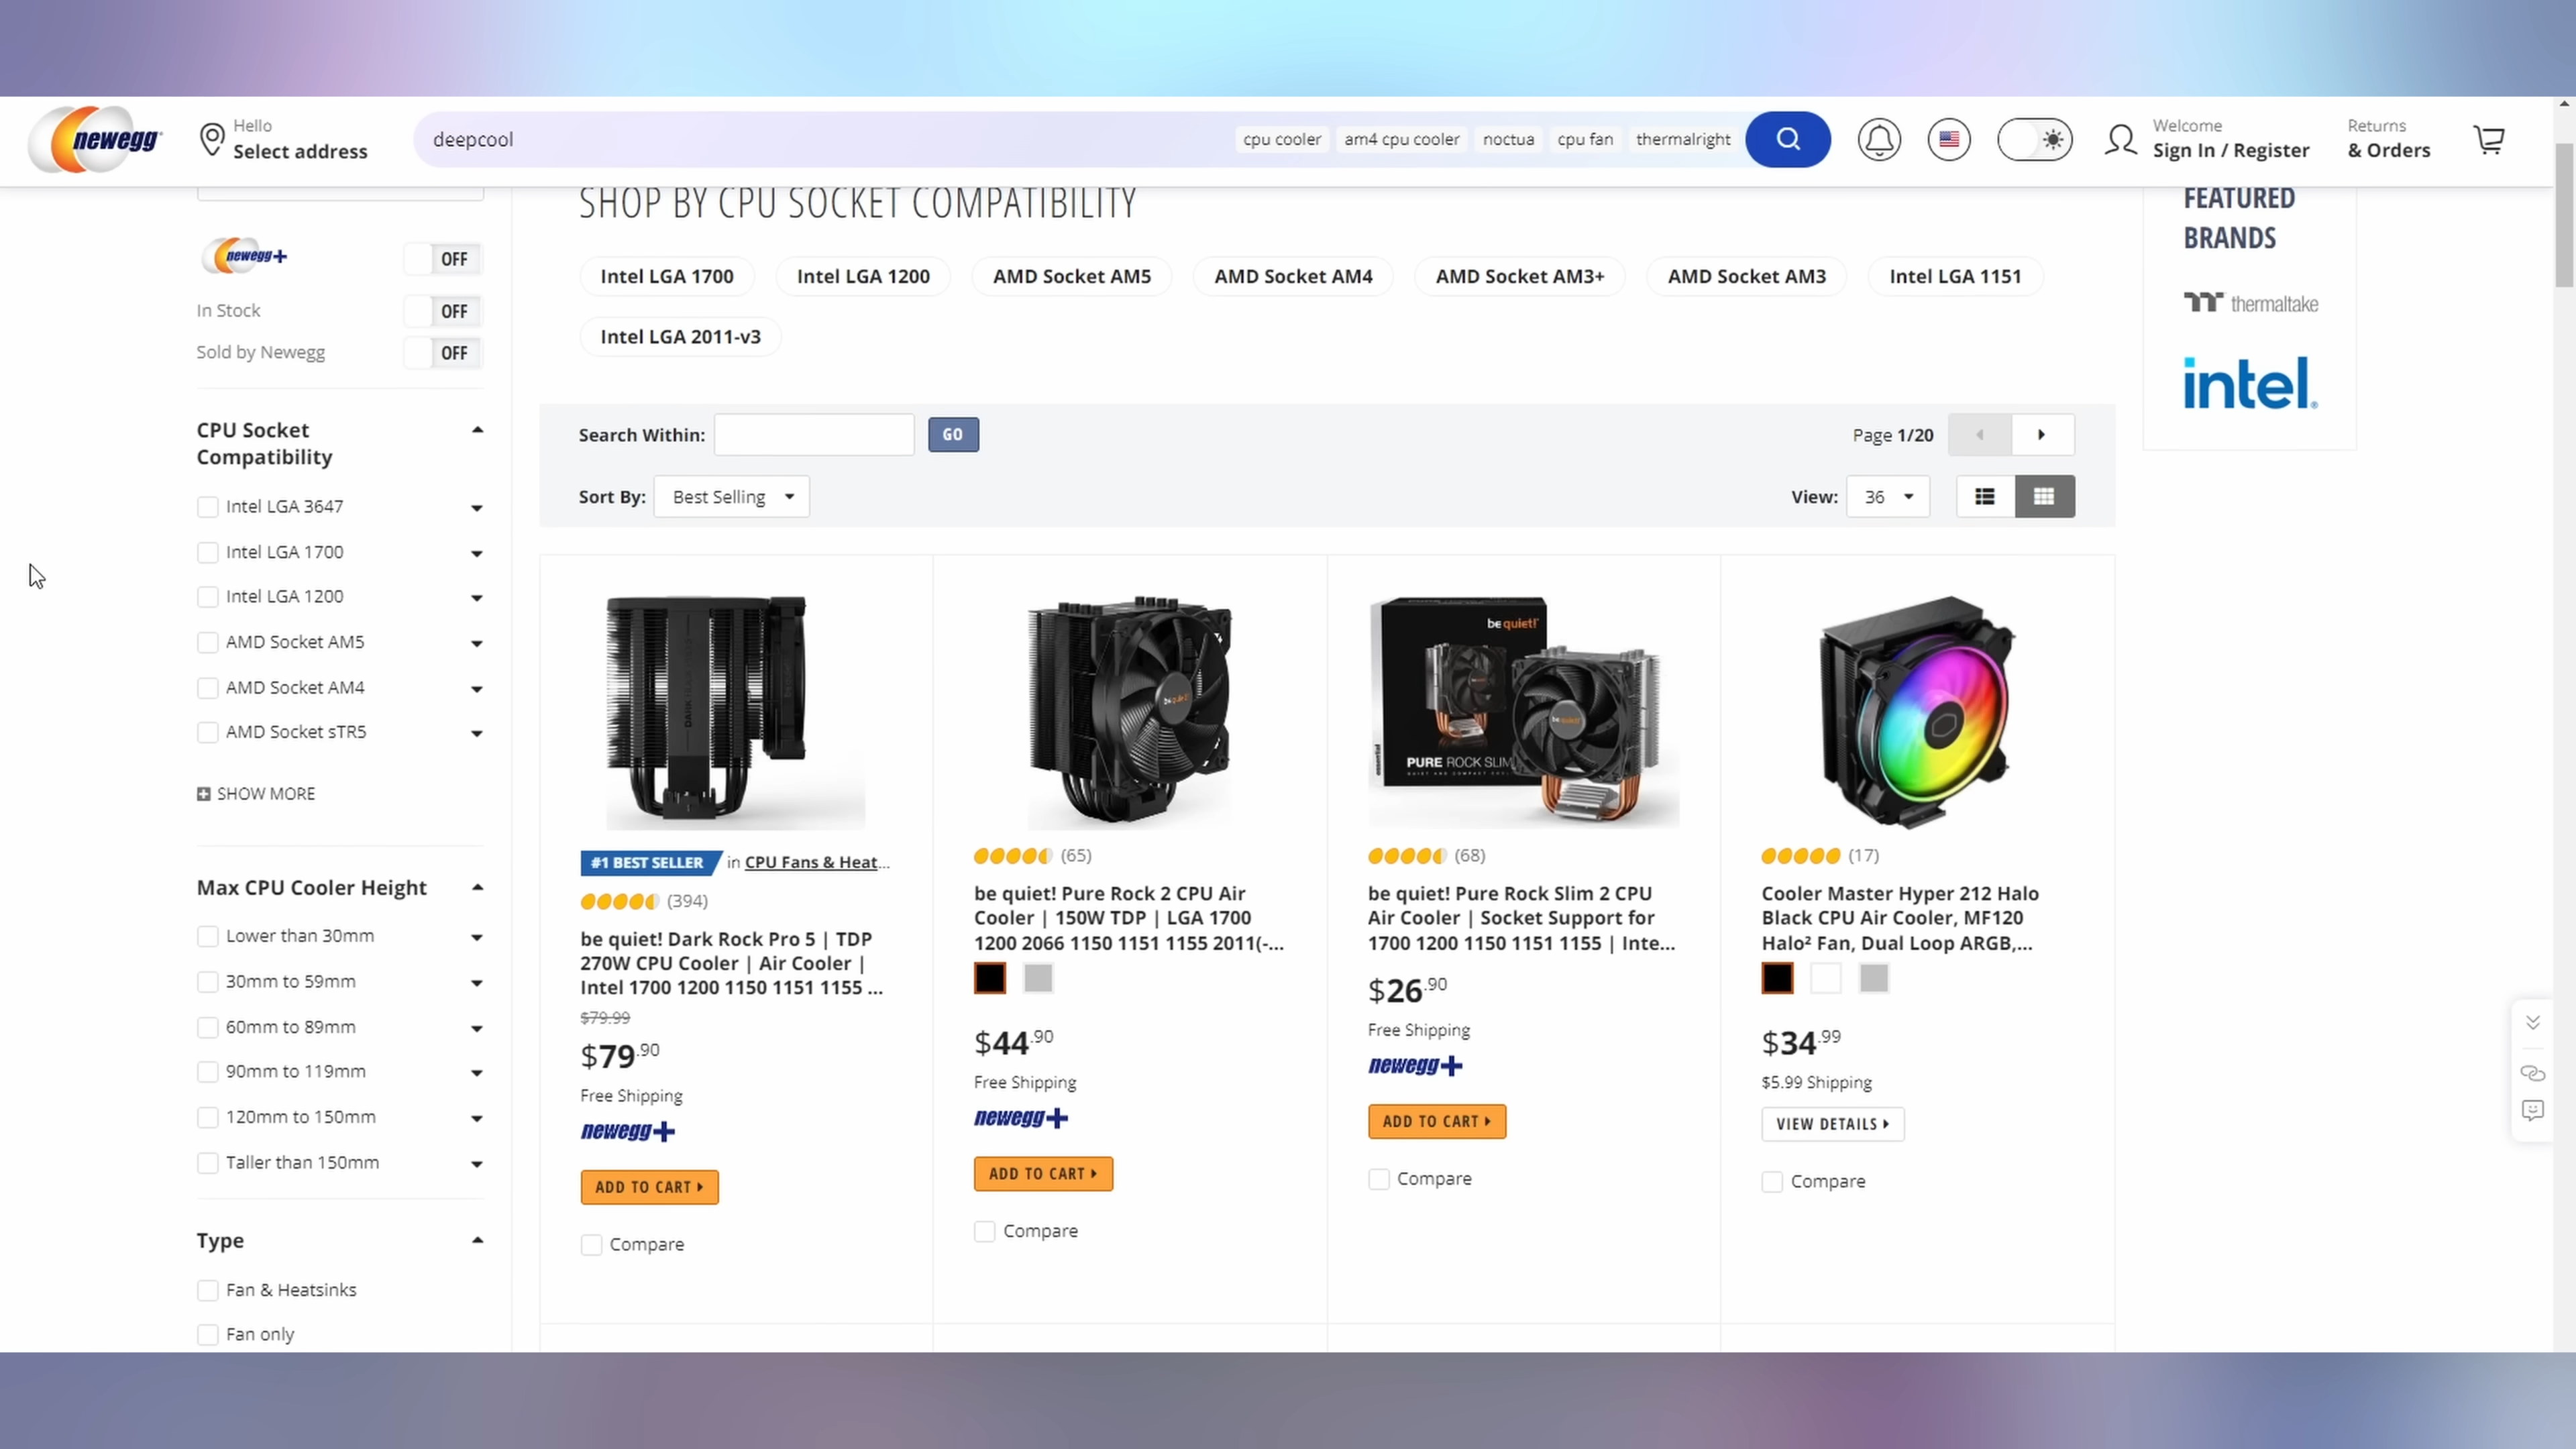 newegg
Hello
Select address
deepcool
cpu cooler
am4 cpu cooler
noctua
cpu fan
thermalright
Welcome
Sign In / Register
Returns
& Orders
newegg+
OFF
In Stock
OFF
Sold by Newegg
OFF
CPU Socket
Compatibility
Intel LGA 3647
Intel LGA 1700
Intel LGA 1200
AMD Socket AM5
AMD Socket AM4
AMD Socket sTR5
SHOW MORE
Max CPU Cooler Height
Lower than 30mm
30mm to 59mm
60mm to 89mm
90mm to 119mm
120mm to 150mm
Taller than 150mm
Type
Fan & Heatsinks
Fan only
SHOP BY CPU SOCKET COMPATIBILITY
Intel LGA 1700
Intel LGA 1200
AMD Socket AM5
AMD Socket AM4
AMD Socket AM3+
AMD Socket AM3
Intel LGA 1151
Intel LGA 2011-v3
Search Within:
GO
Page 1/20
Sort By:
Best Selling
View:
36
#1 BEST SELLER in CPU Fans & Heat...
(394)
be quiet! Dark Rock Pro 5 | TDP
270W CPU Cooler | Air Cooler |
Intel 1700 1200 1150 1151 1155 ...
$79.99
$79.90
Free Shipping
newegg+
ADD TO CART
Compare
(65)
be quiet! Pure Rock 2 CPU Air
Cooler | 150W TDP | LGA 1700
1200 2066 1150 1151 1155 2011(-...
$44.90
Free Shipping
newegg+
ADD TO CART
Compare
be quiet!
PURE ROCK SLIM
(68)
be quiet! Pure Rock Slim 2 CPU
Air Cooler | Socket Support for
1700 1200 1150 1151 1155 | Inte...
$26.90
Free Shipping
newegg+
ADD TO CART
Compare
(17)
Cooler Master Hyper 212 Halo
Black CPU Air Cooler, MF120
Halo² Fan, Dual Loop ARGB,...
$34.99
$5.99 Shipping
VIEW DETAILS
Compare
FEATURED
BRANDS
thermaltake
intel